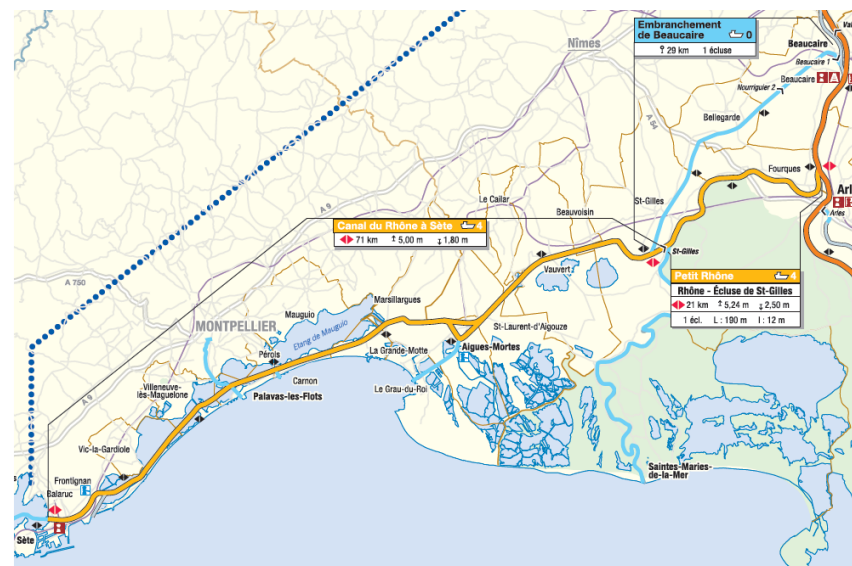 Embranchement
de Beaucaire 0
29 km 1 écluse
Nîmes
Beaucaire
Beaucaire 1
Beaucaire
A
Nourriguier 2
Bellegarde
A 54
Fourques
Arles
St-Gilles
Le Cailar
A 9
Beauvoisin
Canal du Rhône à Sète 4
71 km 5,00 m 1,80 m
St-Gilles
Vauvert
Petit Rhône 4
Rhône - Écluse de St-Gilles
21 km 5,24 m 2,50 m
1 écl. L : 190 m l : 12 m
A 750
Marsillargues
Mauguio
MONTPELLIER
Etang de Mauguio
St-Laurent-d'Aigouze
Aigues-Mortes
La Grande-Motte
Pérols
Carnon
Le Grau-du-Roi
Villeneuve-
lès-Maguelone
Palavas-les-Flots
A 9
Vic-la-Gardiole
Saintes-Maries-
de-la-Mer
Frontignan
Balaruc
Sète